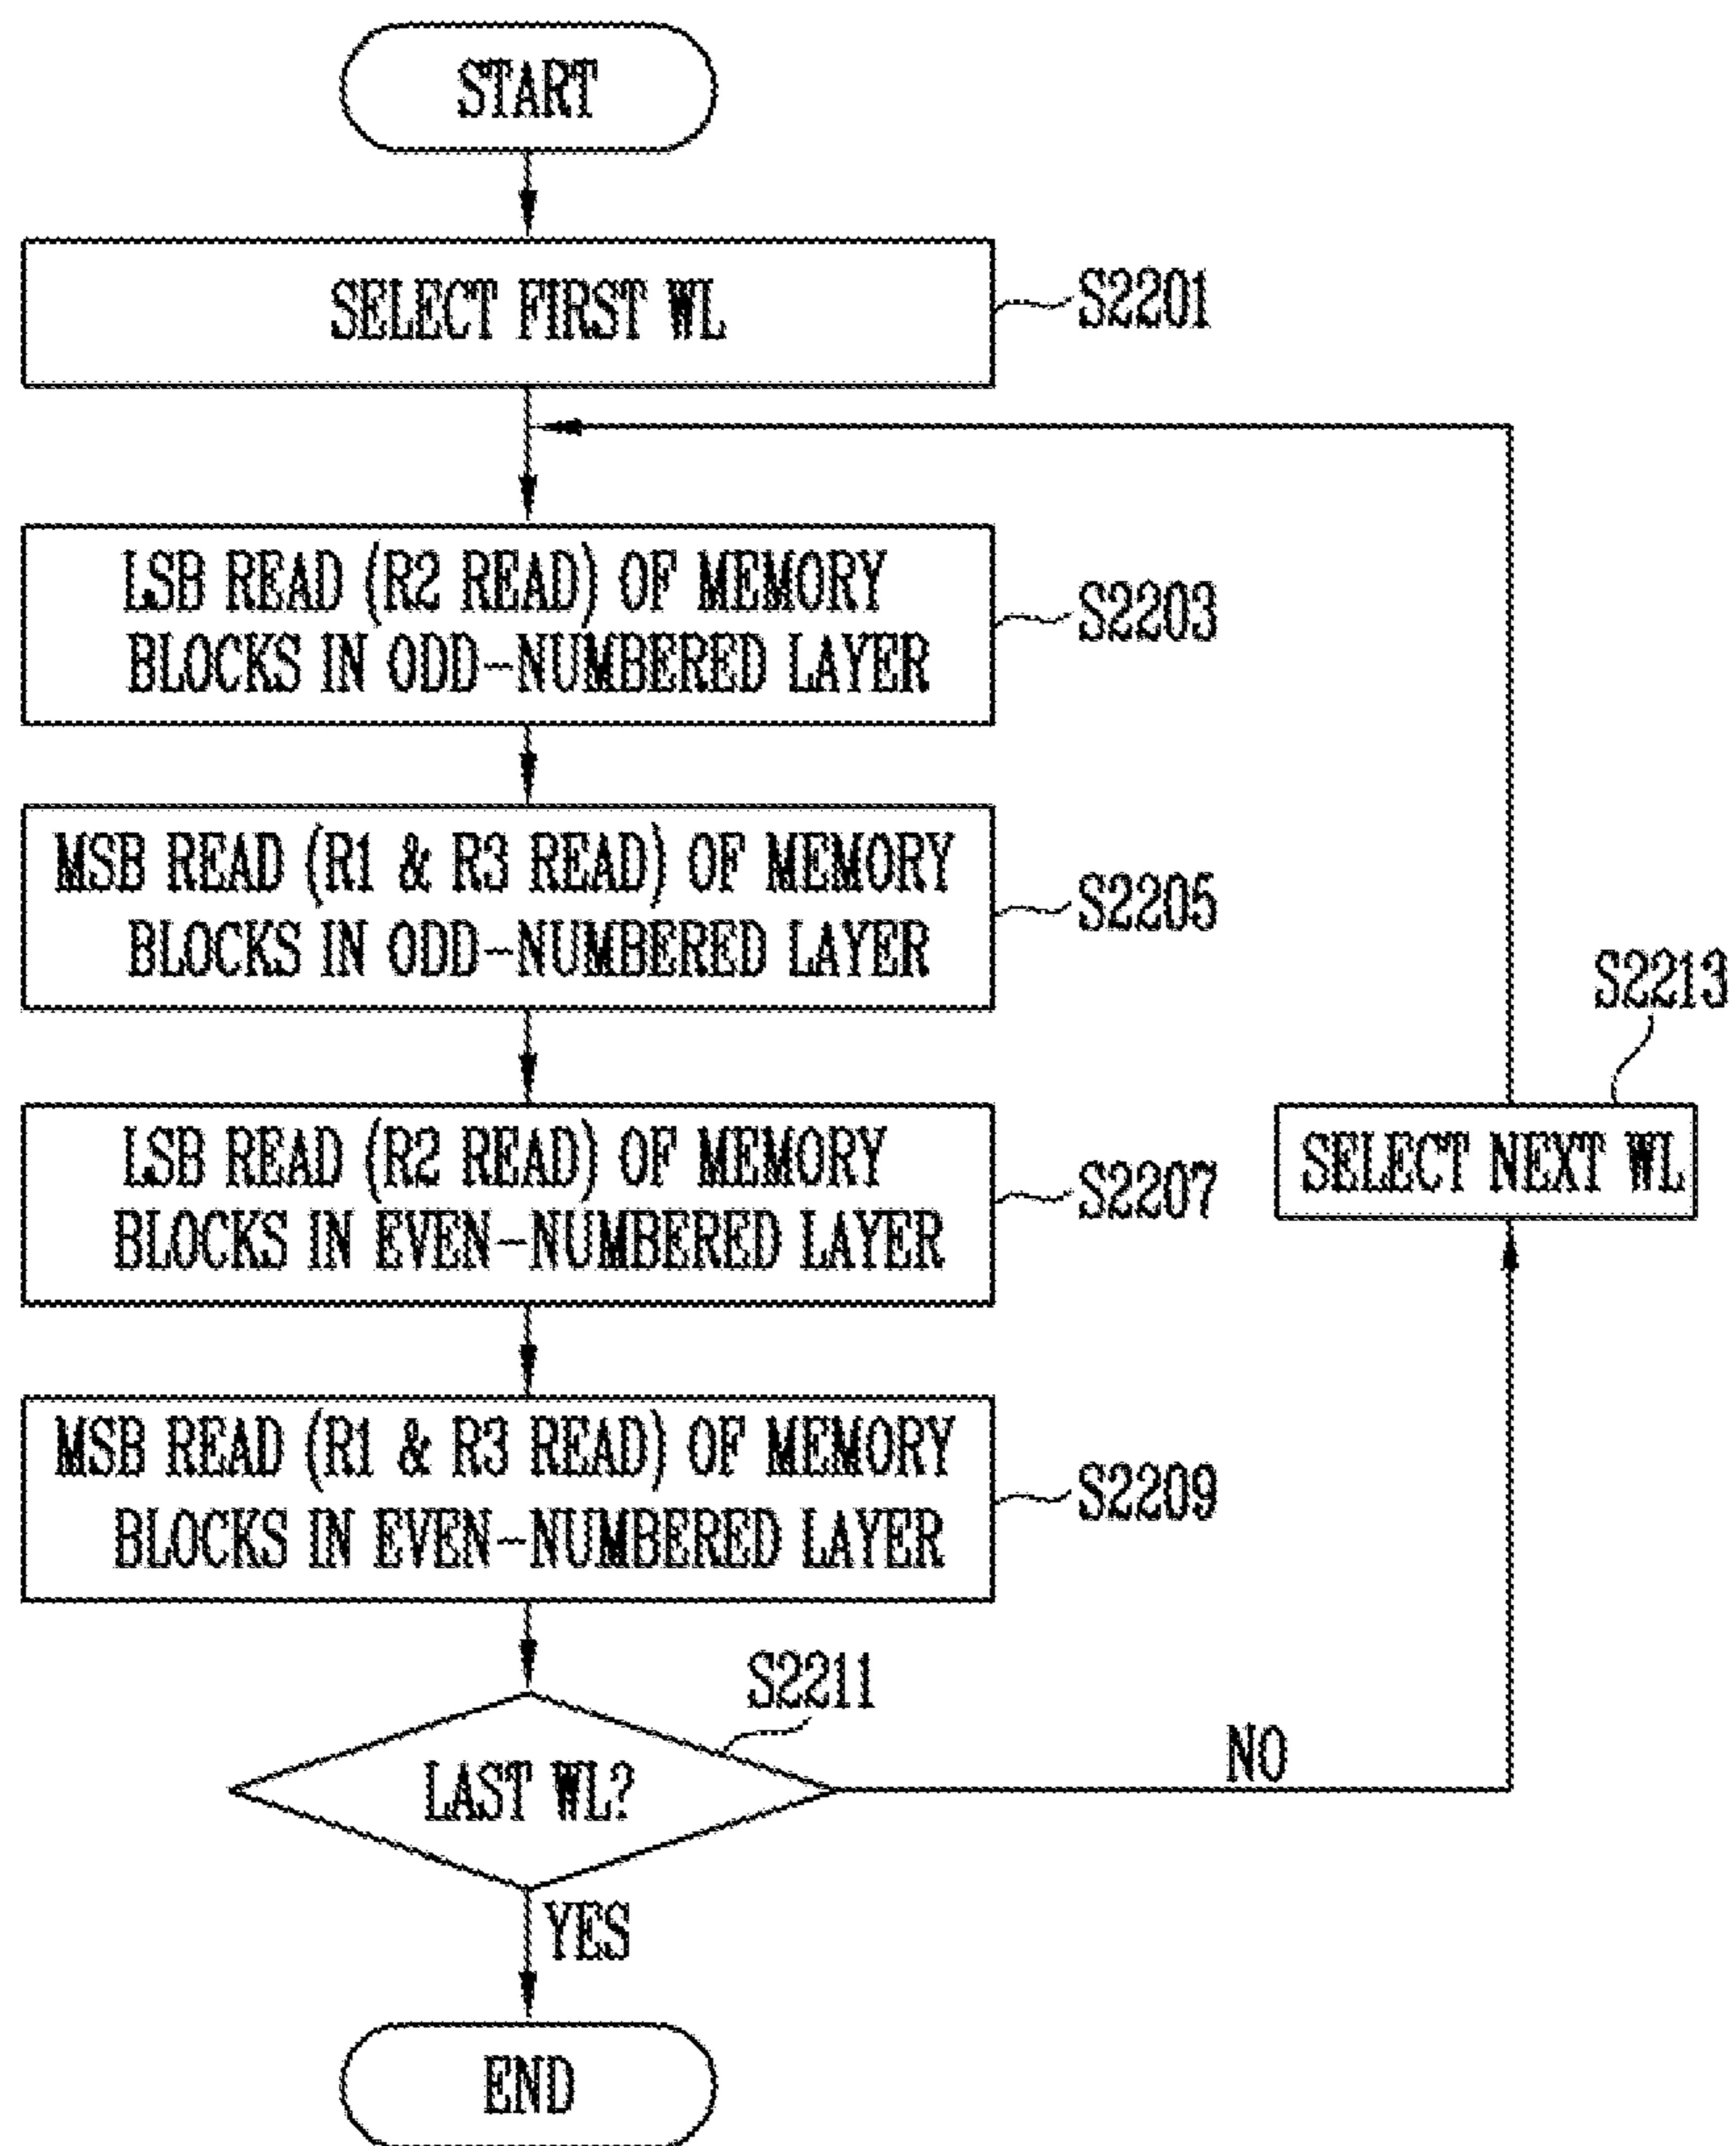 START
SELECT FIRST WL
S2201
LSB READ (R2 READ) OF MEMORY
BLOCKS IN ODD-NUMBERED LAYER
S2203
MSB READ (R1 & R3 READ) OF MEMORY
BLOCKS IN ODD-NUMBERED LAYER
S2205
S2213
SELECT NEXT WL
LSB READ (R2 READ) OF MEMORY
BLOCKS IN EVEN-NUMBERED LAYER
S2207
MSB READ (R1 & R3 READ) OF MEMORY
BLOCKS IN EVEN-NUMBERED LAYER
S2209
S2211
LAST WL?
NO
YES
END